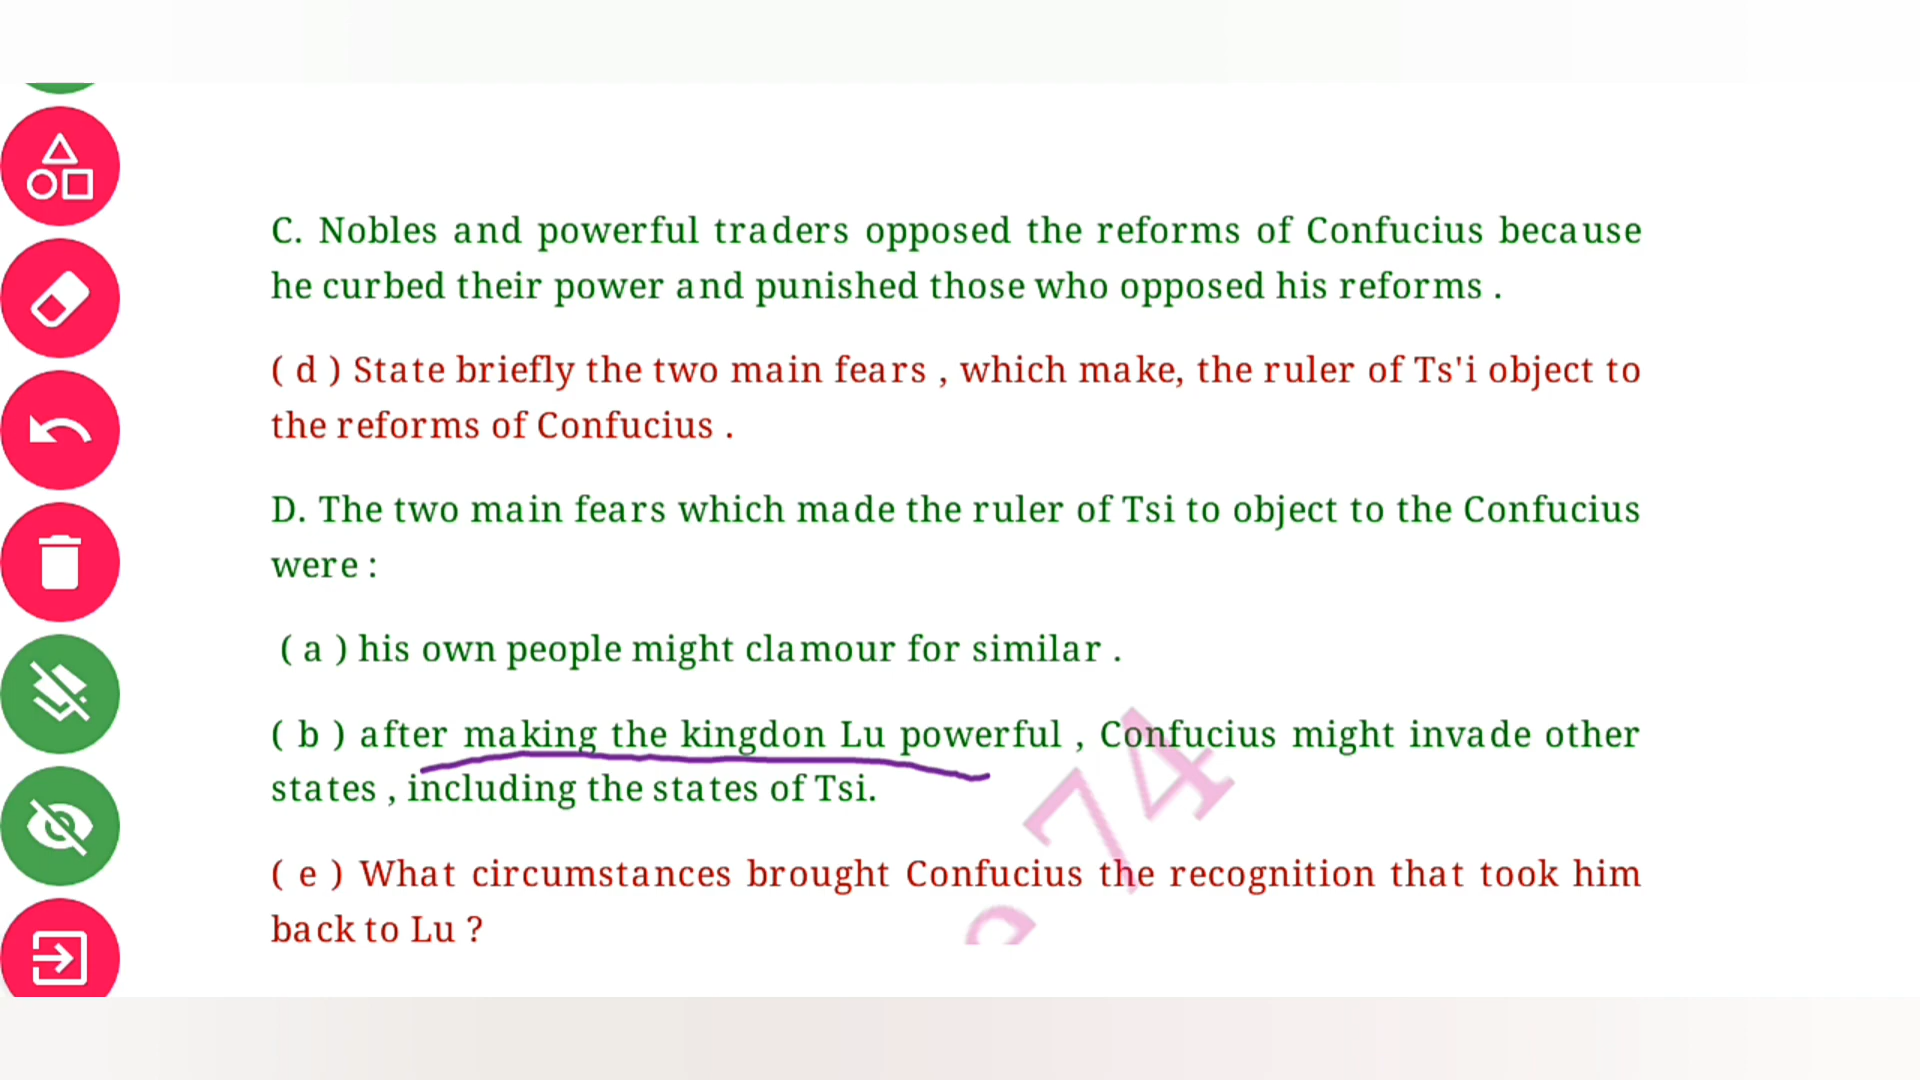 C. Nobles and powerful traders opposed the reforms of Confucius because
he curbed their power and punished those who opposed his reforms .
( d ) State briefly the two main fears , which make, the ruler of Ts'i object to
the reforms of Confucius .
D. The two main fears which made the ruler of Tsi to object to the Confucius
were :
( a ) his own people might clamour for similar .
( b ) after making the kingdon Lu powerful , Confucius might invade other
states , including the states of Tsi.
( e ) What circumstances brought Confucius the recognition that took him
back to Lu ?
74